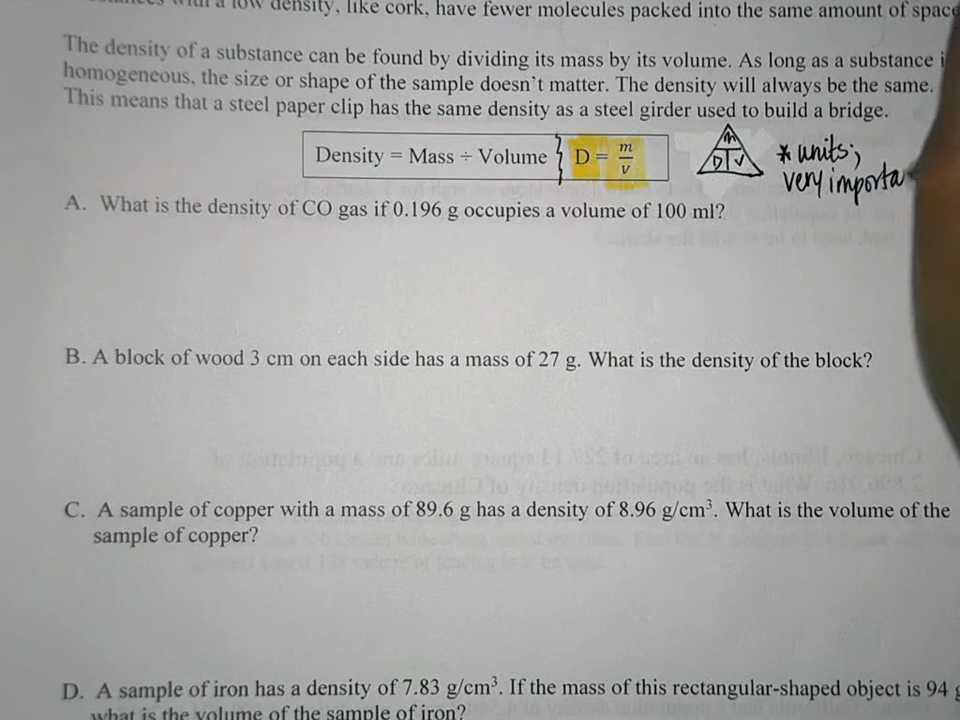 a low density, like cork, have fewer molecules packed into the same amount of space
The density of a substance can be found by dividing its mass by its volume. As long as a substance
homogeneous, the size or shape of the sample doesn't matter. The density will always be the same.
This means that a steel paper clip has the same density as a steel girder used to build a bridge.
Density = Mass ÷ Volume } D = m/v
m
D V
* units;
very importa
A. What is the density of CO gas if 0.196 g occupies a volume of 100 ml?
B. A block of wood 3 cm on each side has a mass of 27 g. What is the density of the block?
C. A sample of copper with a mass of 89.6 g has a density of 8.96 g/cm³. What is the volume of the
sample of copper?
D. A sample of iron has a density of 7.83 g/cm³. If the mass of this rectangular-shaped object is 94 g
what is the volume of the sample of iron?